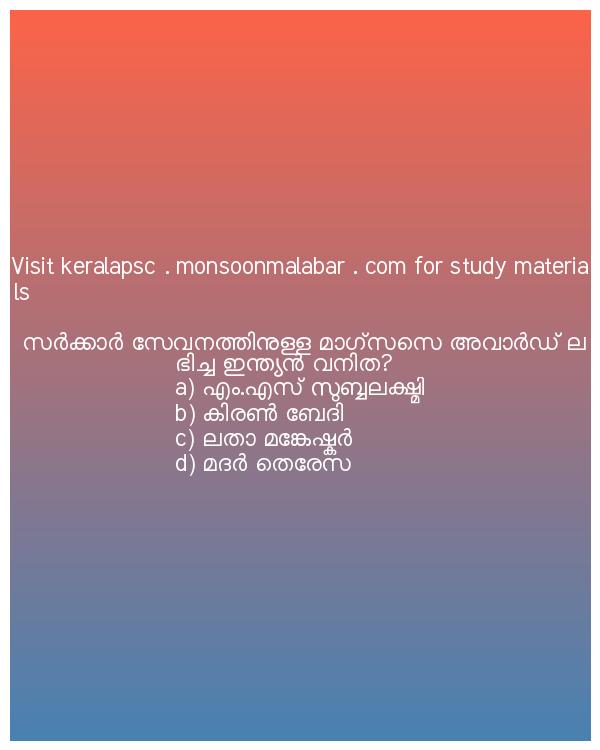 Visit keralapsc . monsoonmalabar . com for study materia
ls
സർക്കാർ സേവനത്തിനുള്ള മാഗ്സസെ അവാർഡ് ല
ഭിച്ച ഇന്ത്യൻ വനിത?
a) എം.എസ് സുബ്ബലക്ഷ്മി
b) കിരൺ ബേദി
c) ലതാ മങ്കേഷ്കർ
d) മദർ തെരേസ